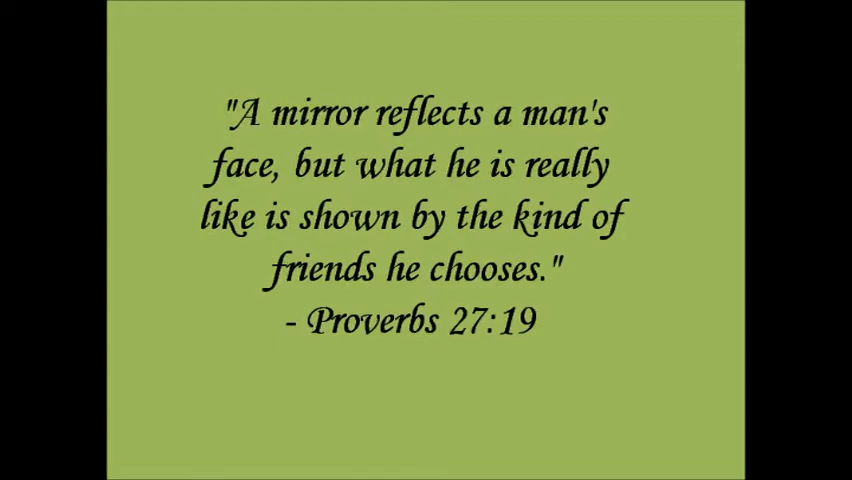 "A mirror reflects a man's
face, but what he is really
like is shown by the kind of
friends he chooses."
- Proverbs 27:19